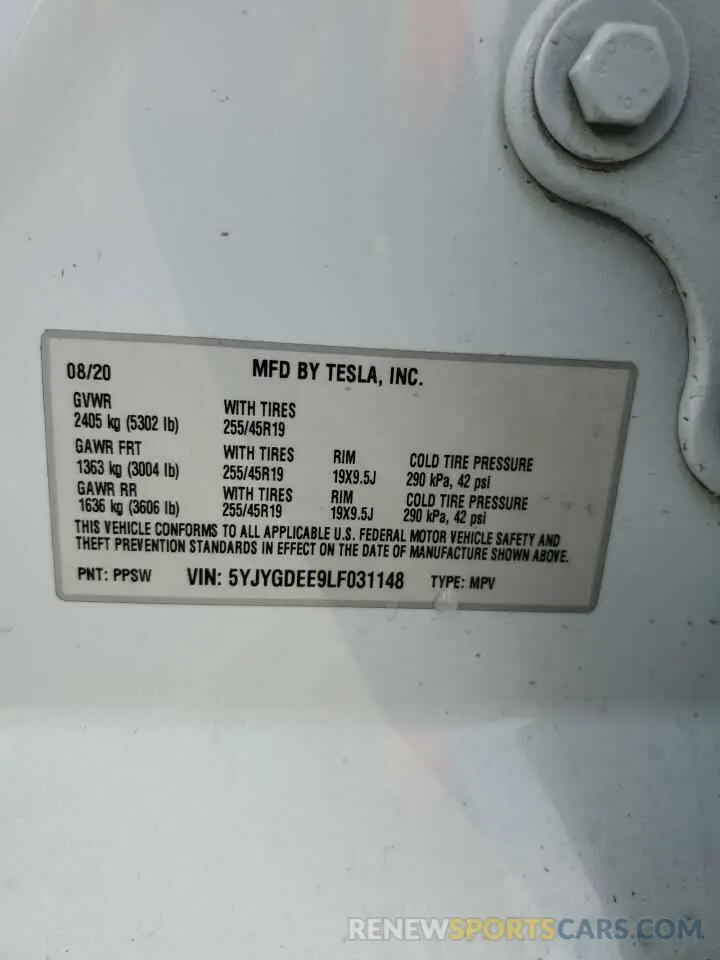 08/20 MFD BY TESLA, INC.
GVWR
2405 kg (5302 lb)
WITH TIRES
255/45R19
GAWR FRT
1363 kg (3004 lb)
WITH TIRES
255/45R19
RIM
19X9.5J
COLD TIRE PRESSURE
290 kPa, 42 psi
GAWR RR
1636 kg (3606 lb)
WITH TIRES
255/45R19
RIM
19X9.5J
COLD TIRE PRESSURE
290 kPa, 42 psi
THIS VEHICLE CONFORMS TO ALL APPLICABLE U.S. FEDERAL MOTOR VEHICLE SAFETY AND
THEFT PREVENTION STANDARDS IN EFFECT ON THE DATE OF MANUFACTURE SHOWN ABOVE.
PNT: PPSW VIN: 5YJYGDEE9LF031148 TYPE: MPV
RENEWSPORTSCARS.COM